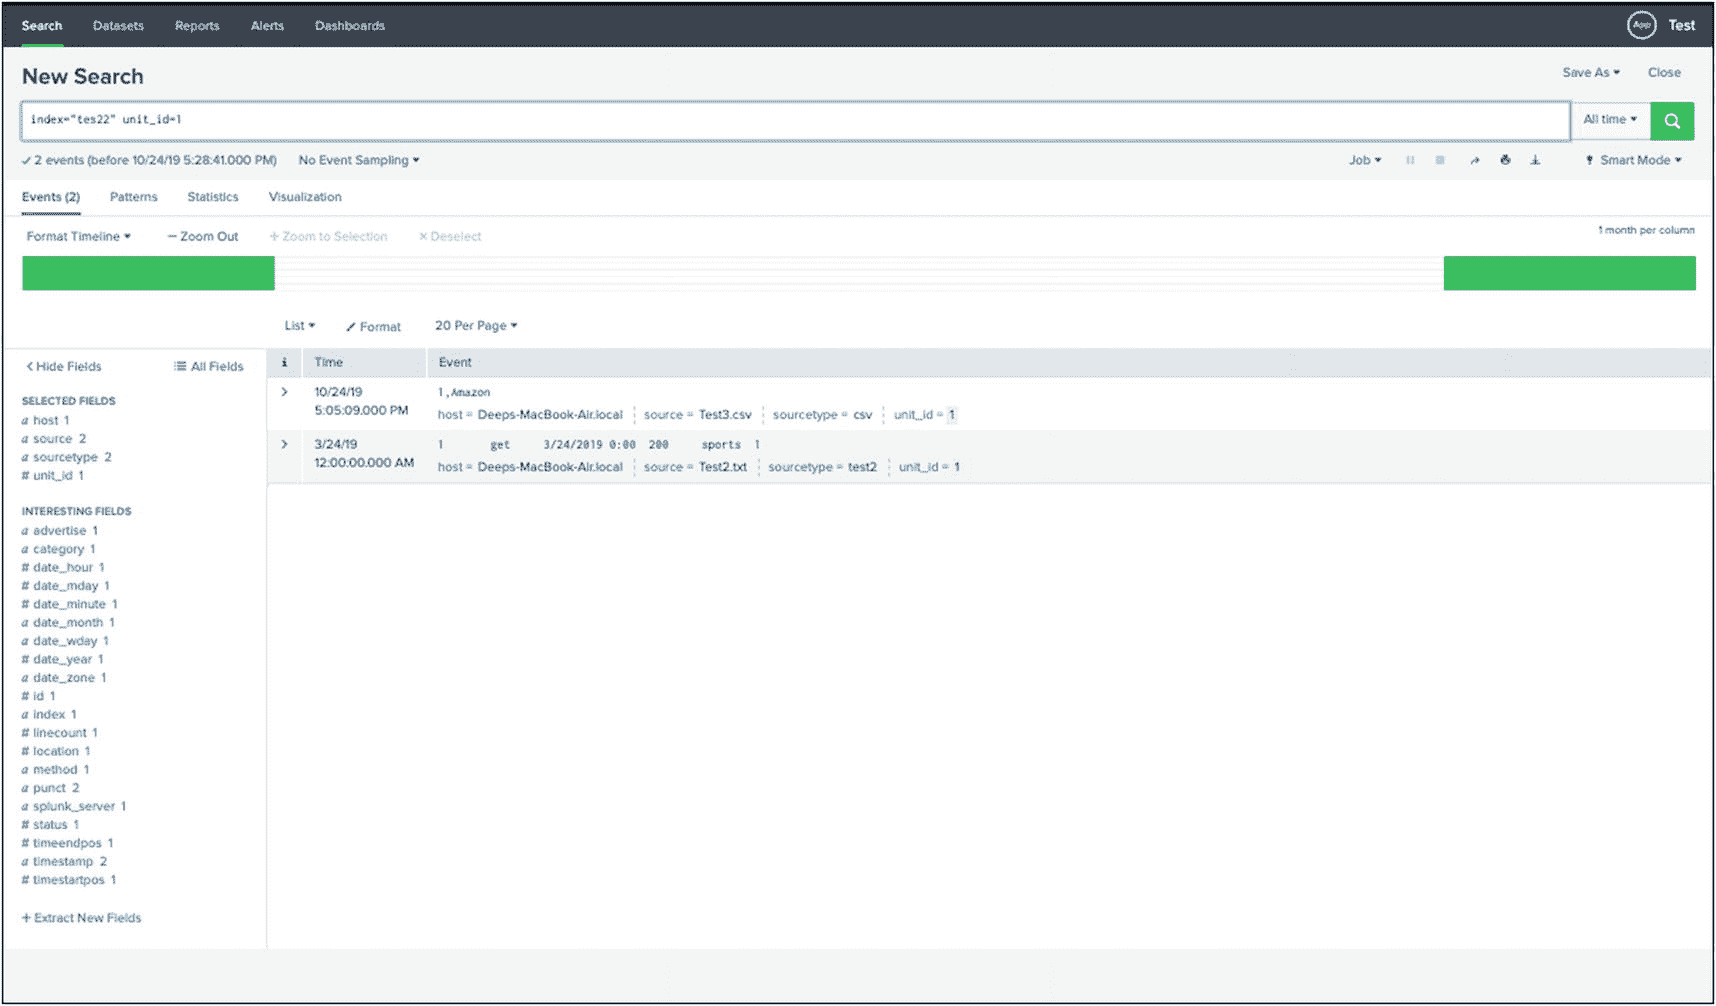 Search Datasets Reports Alerts Dashboards App Test
New Search Save As Close
index="tes22" unit_id=1 All time
2 events (before 10/24/19 5:28:41.000 PM) No Event Sampling Job Smart Mode
Events (2) Patterns Statistics Visualization
Format Timeline — Zoom Out + Zoom to Selection × Deselect 1 month per column
List Format 20 Per Page
< Hide Fields All Fields i Time Event
SELECTED FIELDS
a host 1
a source 2
a sourcetype 2
# unit_id 1
INTERESTING FIELDS
a advertise 1
a category 1
# date_hour 1
# date_mday 1
# date_minute 1
a date_month 1
a date_wday 1
# date_year 1
a date_zone 1
# id 1
a index 1
# linecount 1
# location 1
a method 1
a punct 2
a splunk_server 1
# status 1
# timeendpos 1
a timestamp 2
# timestartpos 1
+ Extract New Fields
> 10/24/19 1,Amazon
5:05:09.000 PM host = Deeps-MacBook-Air.local source = Test3.csv sourcetype = csv unit_id = 1
> 3/24/19 1 get 3/24/2019 0:00 200 sports 1
12:00:00.000 AM host = Deeps-MacBook-Air.local source = Test2.txt sourcetype = test2 unit_id = 1